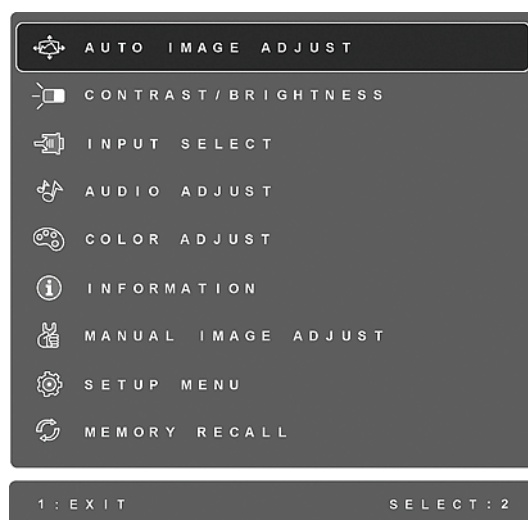 AUTO IMAGE ADJUST
CONTRAST/BRIGHTNESS
INPUT SELECT
AUDIO ADJUST
COLOR ADJUST
INFORMATION
MANUAL IMAGE ADJUST
SETUP MENU
MEMORY RECALL
1:EXIT SELECT:2